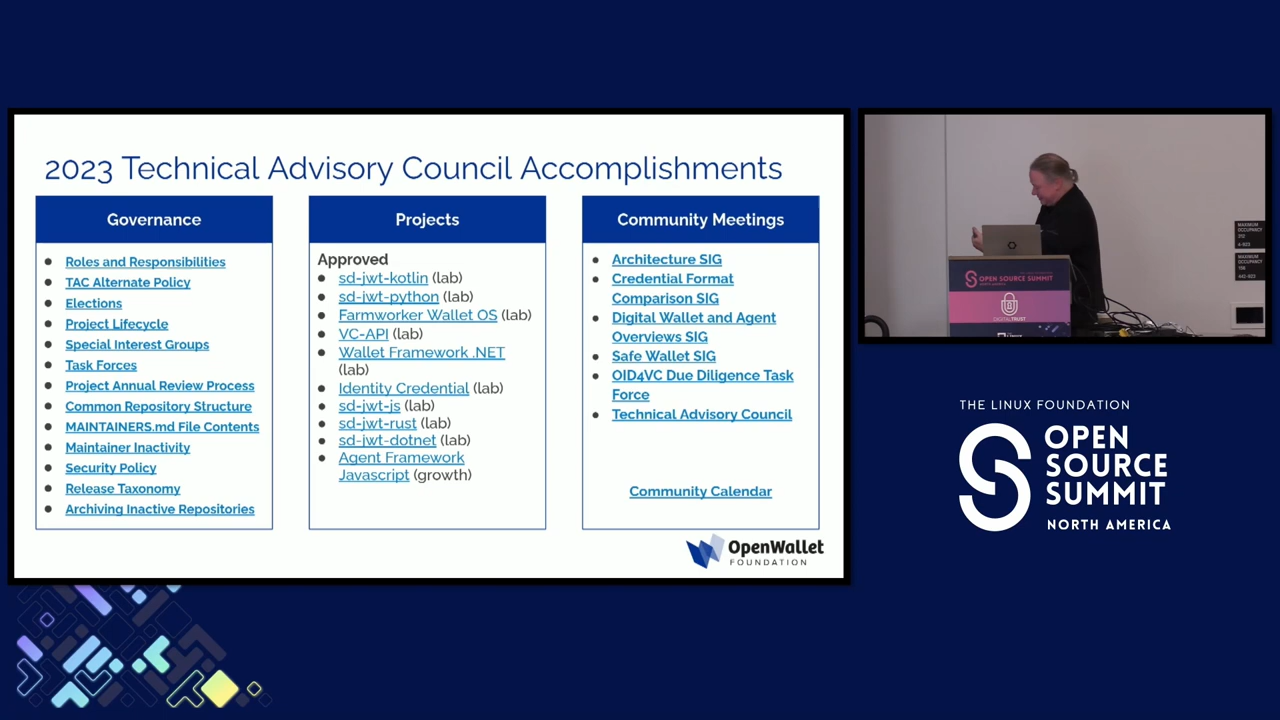 2023 Technical Advisory Council Accomplishments
Governance
Roles and Responsibilities
TAC Alternate Policy
Elections
Project Lifecycle
Special Interest Groups
Task Forces
Project Annual Review Process
Common Repository Structure
MAINTAINERS.md File Contents
Maintainer Inactivity
Security Policy
Release Taxonomy
Archiving Inactive Repositories
Projects
Approved
sd-jwt-kotlin (lab)
sd-jwt-python (lab)
Farmworker Wallet OS (lab)
VC-API (lab)
Wallet Framework .NET
(lab)
Identity Credential (lab)
sd-jwt-js (lab)
sd-jwt-rust (lab)
sd-jwt-dotnet (lab)
Agent Framework
Javascript (growth)
Community Meetings
Architecture SIG
Credential Format
Comparison SIG
Digital Wallet and Agent
Overviews SIG
Safe Wallet SIG
OID4VC Due Diligence Task
Force
Technical Advisory Council
Community Calendar
OpenWallet
FOUNDATION
OPEN SOURCE SUMMIT
DIGITAL TRUST
MAXIMUM
OCCUPANCY
MAXIMUM
OCCUPANCY
THE LINUX FOUNDATION
OPEN
SOURCE
SUMMIT
NORTH AMERICA